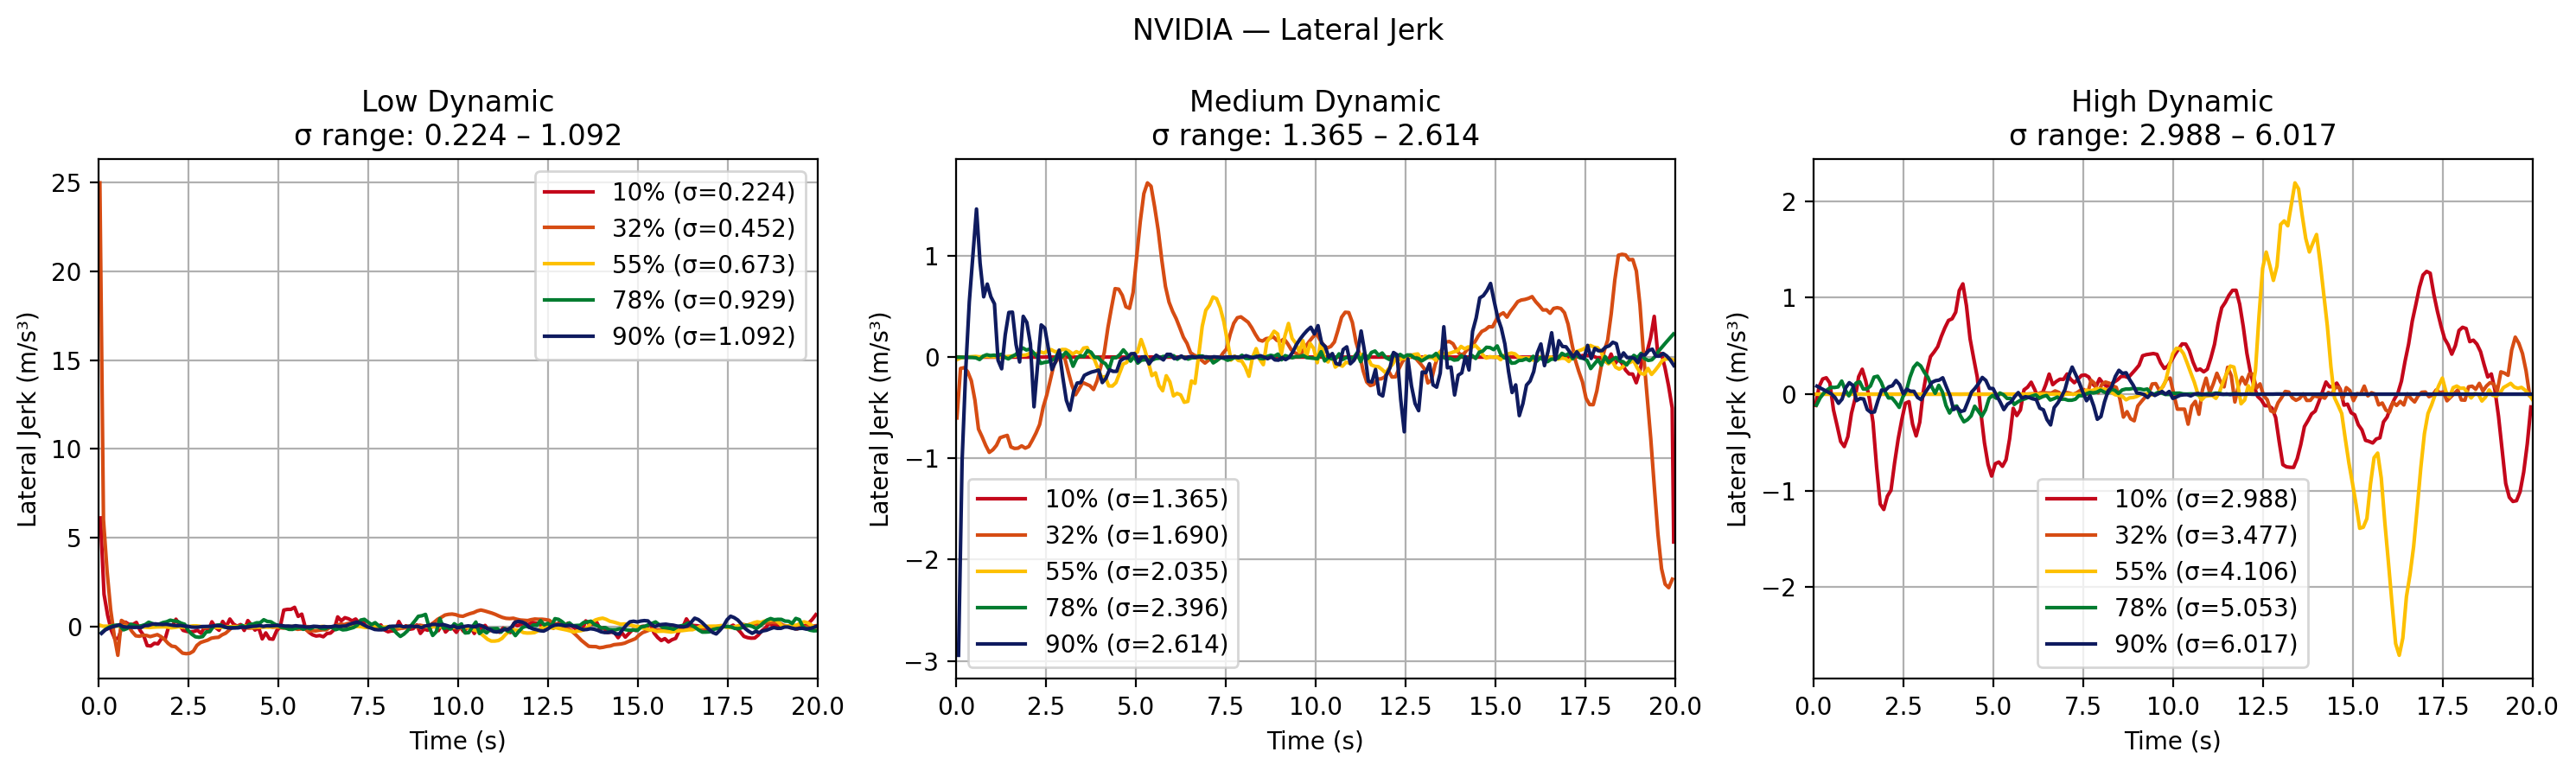 NVIDIA — Lateral Jerk
Low Dynamic
σ range: 0.224 – 1.092
Lateral Jerk (m/s³)
25
20
15
10
5
0
0.0 2.5 5.0 7.5 10.0 12.5 15.0 17.5 20.0
Time (s)
10% (σ=0.224)
32% (σ=0.452)
55% (σ=0.673)
78% (σ=0.929)
90% (σ=1.092)
Medium Dynamic
σ range: 1.365 – 2.614
Lateral Jerk (m/s³)
1
0
−1
−2
−3
0.0 2.5 5.0 7.5 10.0 12.5 15.0 17.5 20.0
Time (s)
10% (σ=1.365)
32% (σ=1.690)
55% (σ=2.035)
78% (σ=2.396)
90% (σ=2.614)
High Dynamic
σ range: 2.988 – 6.017
Lateral Jerk (m/s³)
2
1
0
−1
−2
0.0 2.5 5.0 7.5 10.0 12.5 15.0 17.5 20.0
Time (s)
10% (σ=2.988)
32% (σ=3.477)
55% (σ=4.106)
78% (σ=5.053)
90% (σ=6.017)